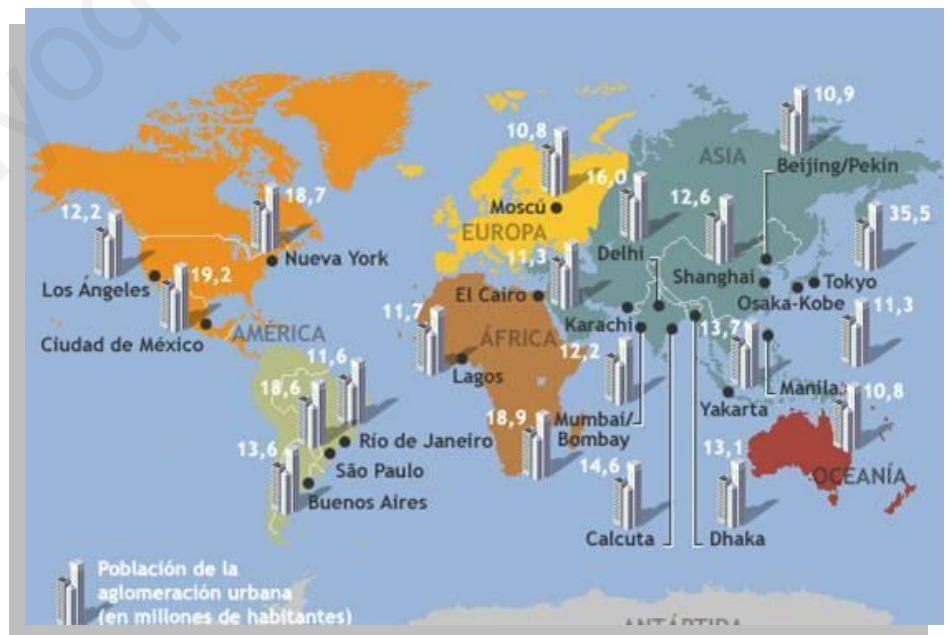 10,8
10,9
ASIA
Beijing/Pekín
12,2
18,7
Moscú
16,0
12,6
35,5
EUROPA
Delhi
Nueva York
Los Ángeles
19,2
11,3
Shanghai
Tokyo
El Cairo
Osaka-Kobe
11,7
Karachi
13,7
11,3
Ciudad de México
AMÉRICA
ÁFRICA
12,2
11,6
Lagos
Manila
18,6
Yakarta
10,8
18,9
Mumbai/
Bombay
Río de Janeiro
13,6
São Paulo
14,6
13,1
OCEANÍA
Buenos Aires
Calcuta
Dhaka
Población de la
aglomeración urbana
(en millones de habitantes)
ANTÁRTIDA